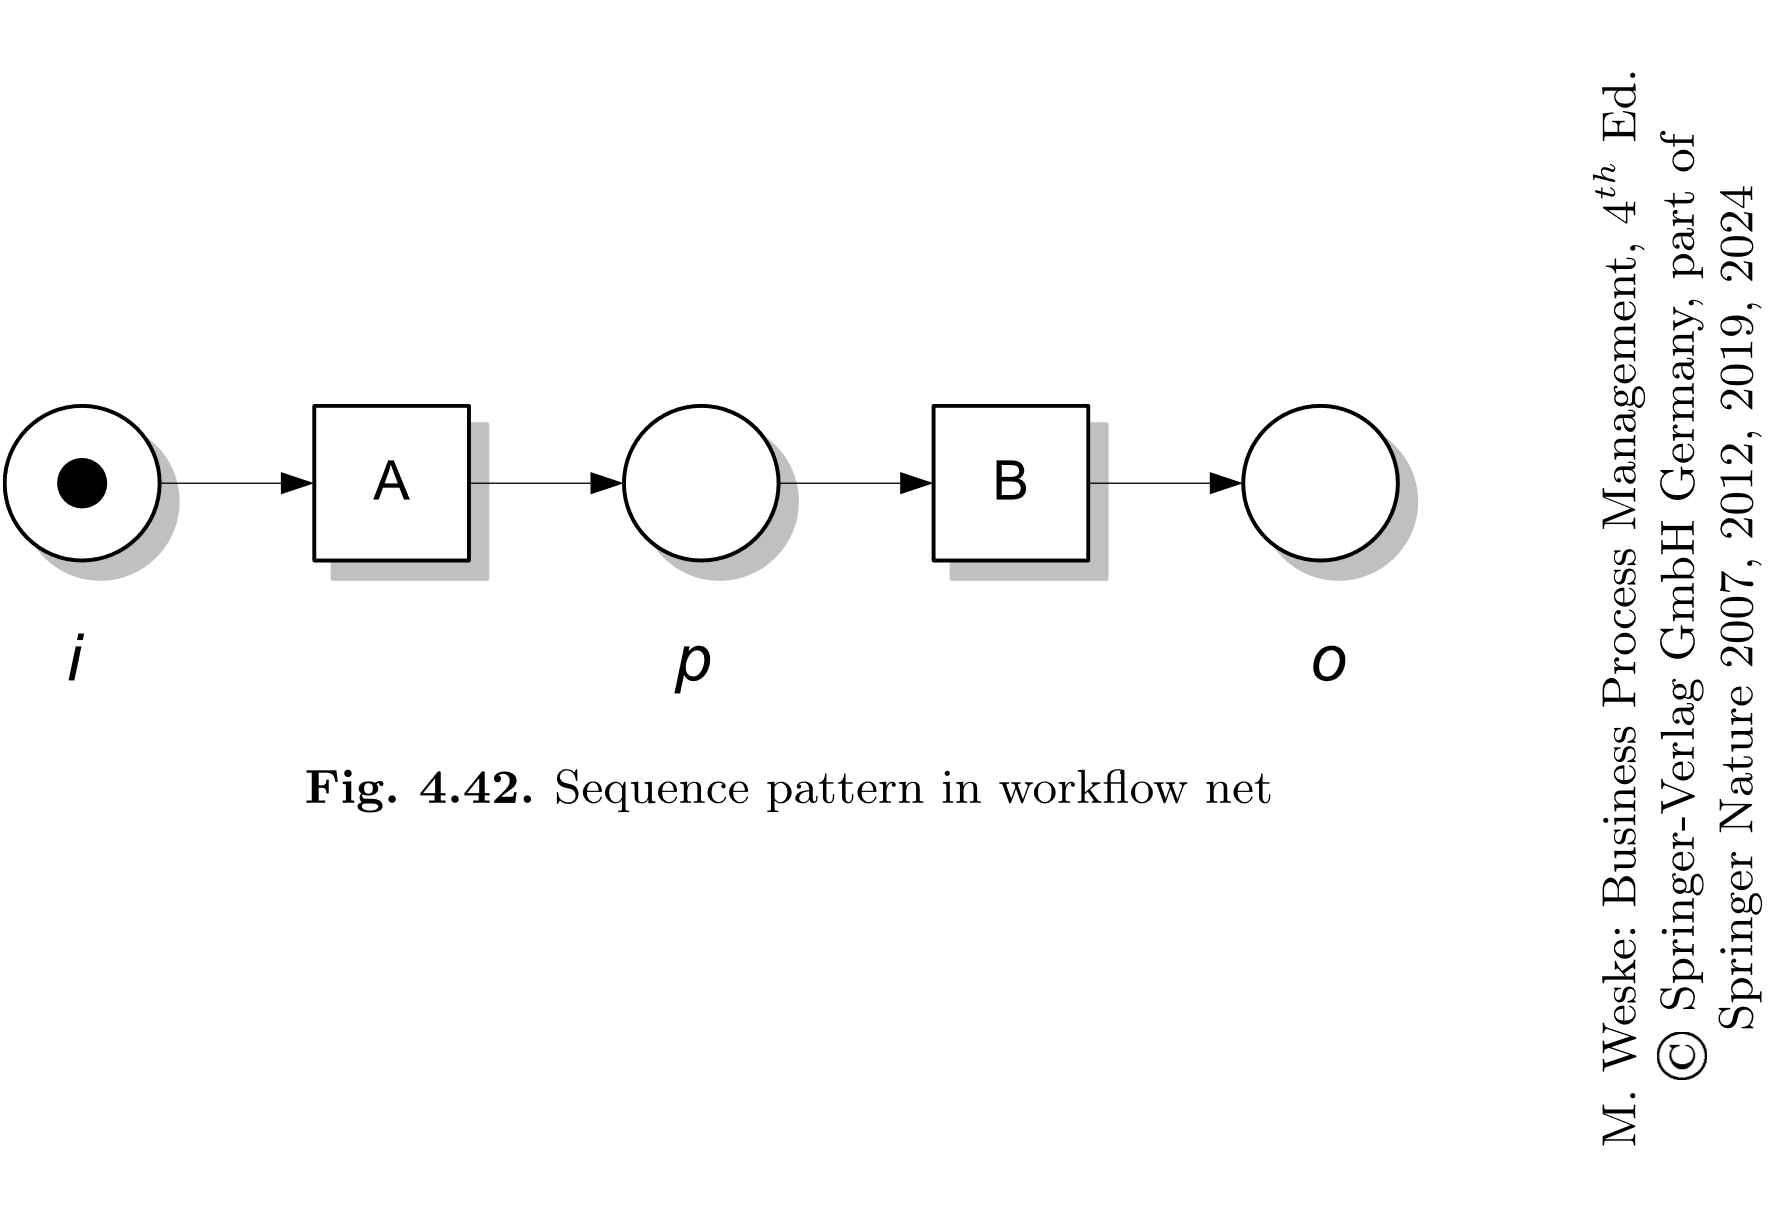 A
B
i
p
o
Fig. 4.42. Sequence pattern in workflow net
M. Weske: Business Process Management, 4th Ed.
© Springer-Verlag GmbH Germany, part of
Springer Nature 2007, 2012, 2019, 2024